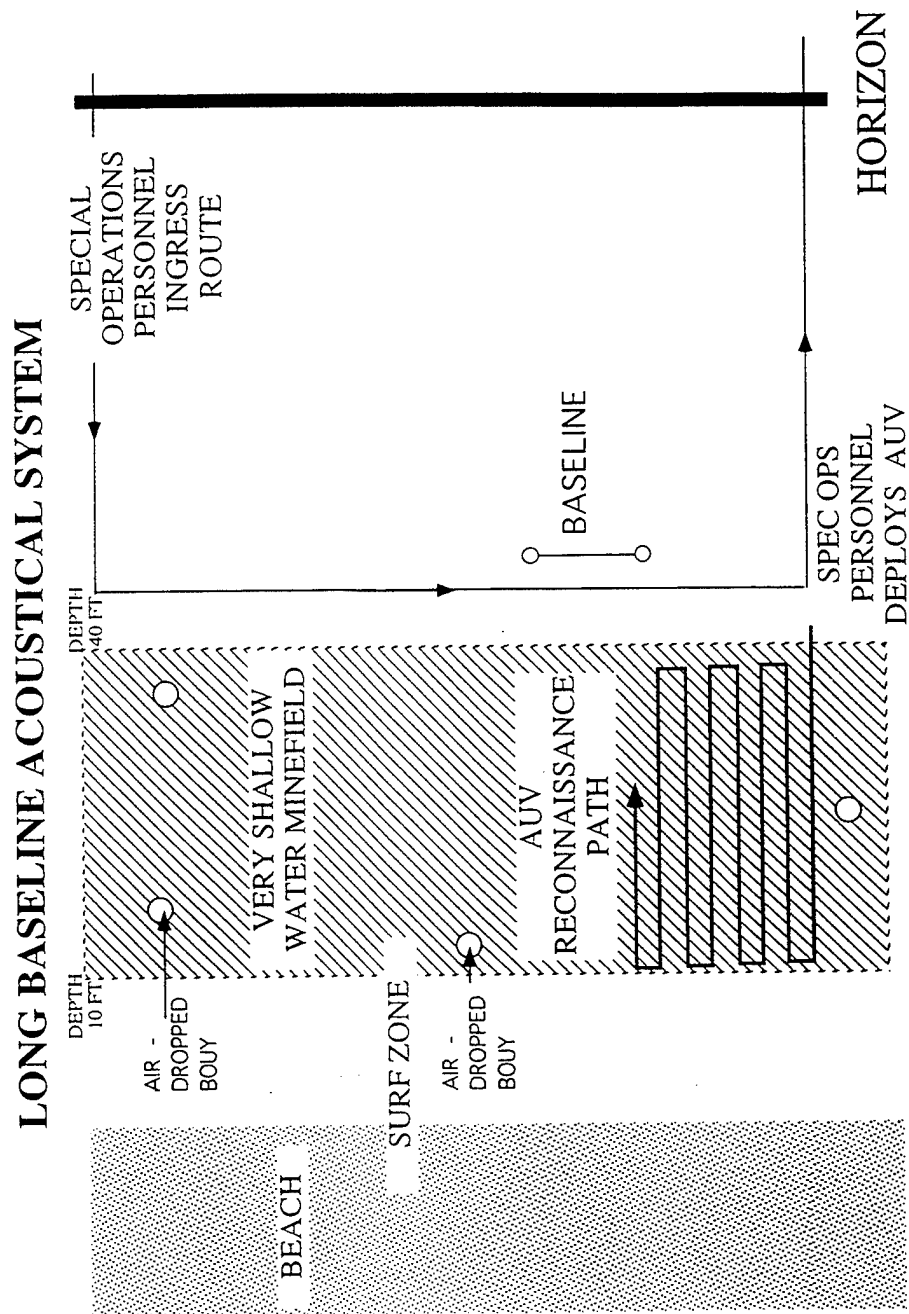 LONG BASELINE ACOUSTICAL SYSTEM
DEPTH
10 FT
DEPTH
40 FT
SPECIAL
OPERATIONS
PERSONNEL
INGRESS
ROUTE
AIR -
DROPPED
BOUY
VERY SHALLOW
WATER MINEFIELD
BEACH
SURF ZONE
AIR -
DROPPED
BOUY
AUV
RECONNAISSANCE
PATH
BASELINE
SPEC OPS
PERSONNEL
DEPLOYS AUV
HORIZON